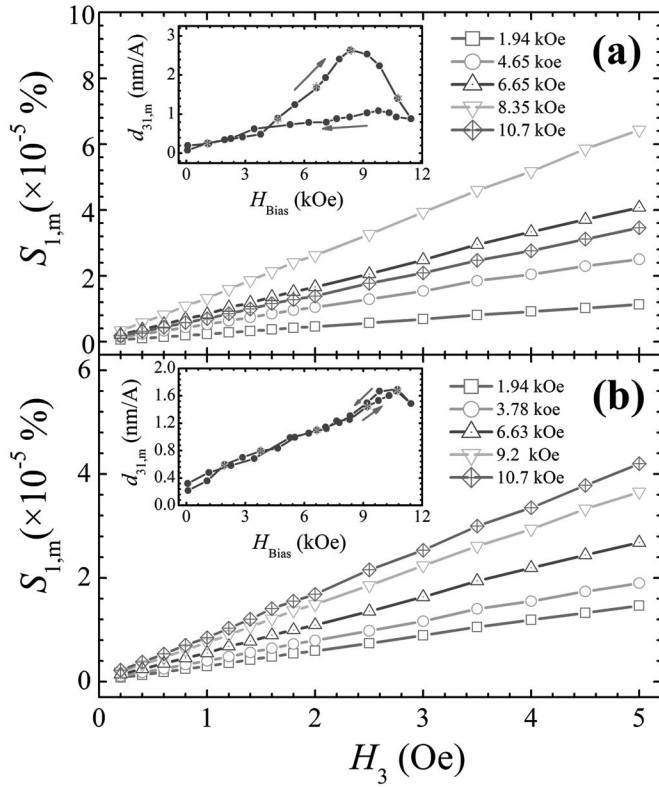 (a)
1.94 kOe
4.65 koe
6.65 kOe
8.35 kOe
10.7 kOe
d31,m (nm/A)
3
2
1
0
0 3 6 9 12
HBias (kOe)
S1,m (×10-5 %)
10
8
6
4
2
0
(b)
1.94 kOe
3.78 koe
6.63 kOe
9.2 kOe
10.7 kOe
d31,m (nm/A)
1.8
1.2
0.6
0.0
0 3 6 9 12
HBias (kOe)
S1,m (×10-5 %)
6
4
2
0
0 1 2 3 4 5
H3 (Oe)